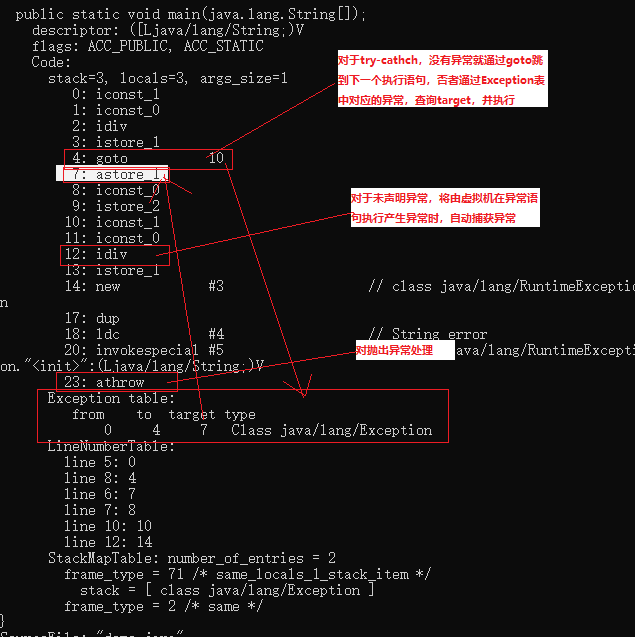 public static void main(java.lang.String[]);
descriptor: ([Ljava/lang/String;)V
flags: ACC_PUBLIC, ACC_STATIC
Code:
stack=3, locals=3, args_size=1
0: iconst_1
1: iconst_0
2: idiv
3: istore_1
4: goto 10
7: astore_1
8: iconst_0
9: istore_2
10: iconst_1
11: iconst_0
12: idiv
13: istore_1
14: new #3 // class java/lang/RuntimeExceptio
n
17: dup
18: ldc #4 // String error
20: invokespecial #5 java/lang/RuntimeExcepti
on."<init>":(Ljava/lang/String;)V
23: athrow
Exception table:
from to target type
0 4 7 Class java/lang/Exception
LineNumberTable:
line 5: 0
line 8: 4
line 6: 7
line 7: 8
line 10: 10
line 12: 14
StackMapTable: number_of_entries = 2
frame_type = 71 /* same_locals_1_stack_item */
stack = [ class java/lang/Exception ]
frame_type = 2 /* same */
}
对于try-cathch，没有异常就通过goto跳
到下一个执行语句，否者通过Exception表
中对应的异常，查询target，并执行
对于未声明异常，将由虚拟机在异常语
句执行产生异常时，自动捕获异常
对抛出异常处理